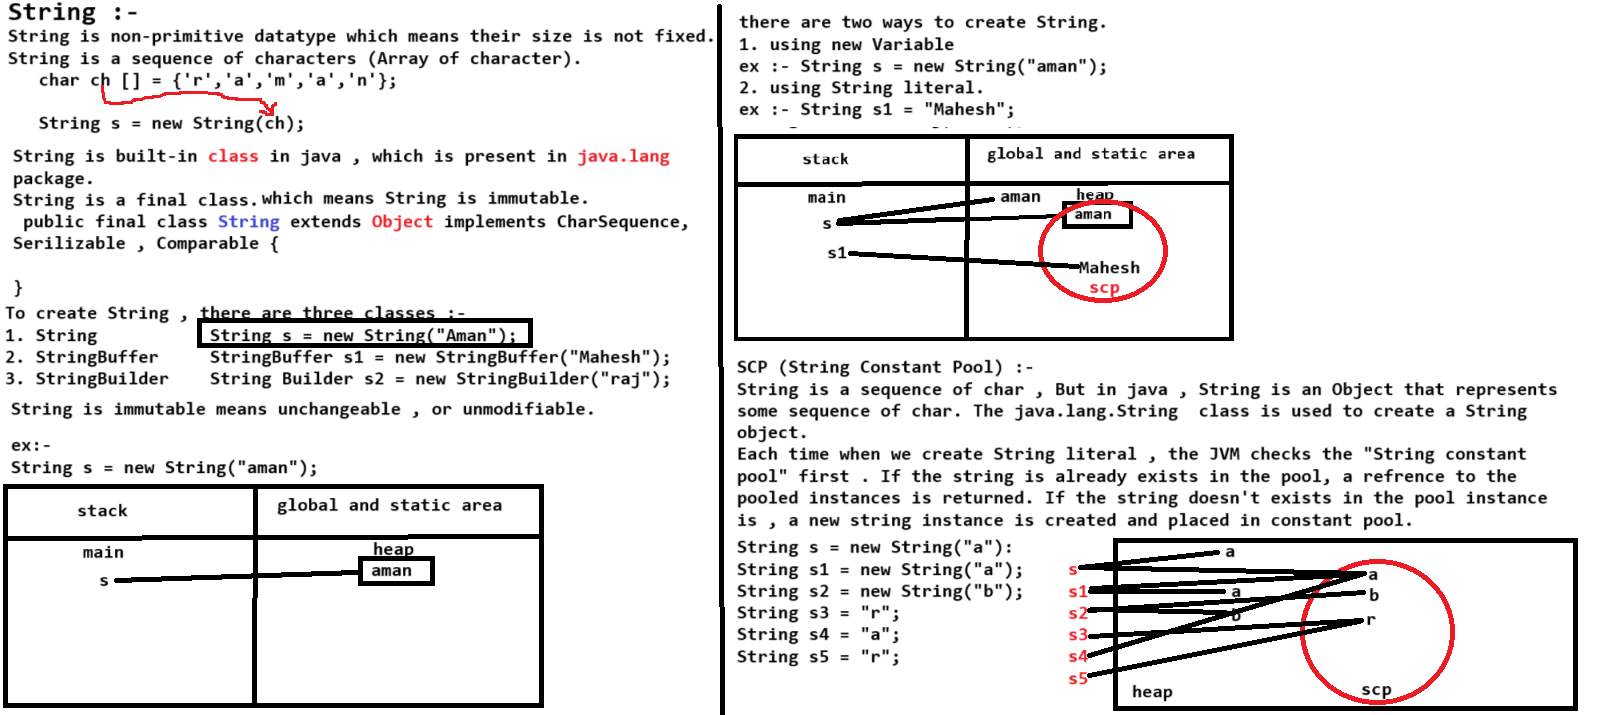 String :-
String is non-primitive datatype which means their size is not fixed.
String is a sequence of characters (Array of character).
char ch [] = {'r','a','m','a','n'};
String s = new String(ch);
String is built-in class in java , which is present in java.lang
package.
String is a final class.which means String is immutable.
public final class String extends Object implements CharSequence,
Serilizable , Comparable {
}
To create String , there are three classes :-
1. String String s = new String("Aman");
2. StringBuffer StringBuffer s1 = new StringBuffer("Mahesh");
3. StringBuilder String Builder s2 = new StringBuilder("raj");
String is immutable means unchangeable , or unmodifiable.
ex:-
String s = new String("aman");
stack global and static area
main heap
s aman
there are two ways to create String.
1. using new Variable
ex :- String s = new String("aman");
2. using String literal.
ex :- String s1 = "Mahesh";
stack global and static area
main aman heap
s aman
s1 Mahesh
scp
SCP (String Constant Pool) :-
String is a sequence of char , But in java , String is an Object that represents
some sequence of char. The java.lang.String class is used to create a String
object.
Each time when we create String literal , the JVM checks the "String constant
pool" first . If the string is already exists in the pool, a refrence to the
pooled instances is returned. If the string doesn't exists in the pool instance
is , a new string instance is created and placed in constant pool.
String s = new String("a"):
String s1 = new String("a");
String s2 = new String("b");
String s3 = "r";
String s4 = "a";
String s5 = "r";
a
s a
s1 a b
s2 b
s3 r
s4
s5
heap scp